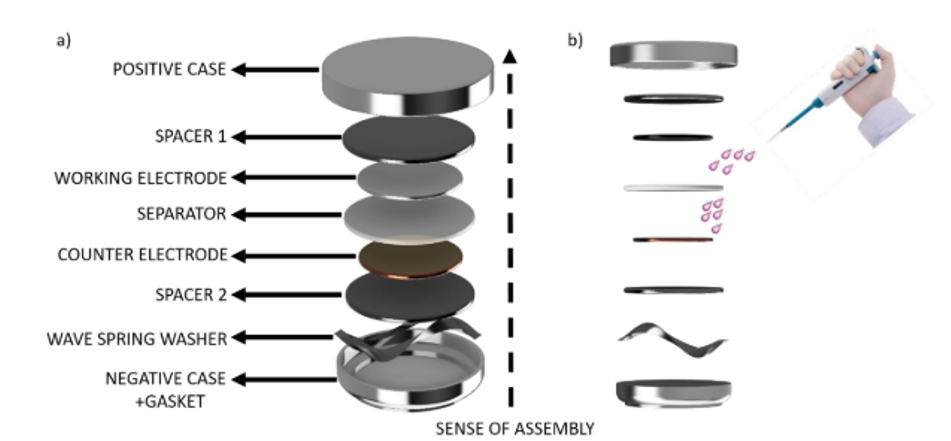 a)
POSITIVE CASE
SPACER 1
WORKING ELECTRODE
SEPARATOR
COUNTER ELECTRODE
SPACER 2
WAVE SPRING WASHER
NEGATIVE CASE
+GASKET
SENSE OF ASSEMBLY
b)